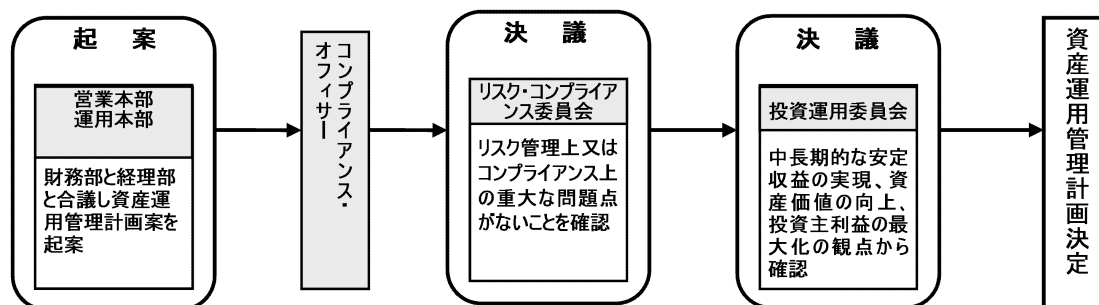 起　案
営業本部
運用本部
財務部と経理部
と合議し資産運
用管理計画案を
起案
コンプライアンス・
オフィサー
決　議
リスク・コンプライア
ンス委員会
リスク管理上又は
コンプライアンス上
の重大な問題点
がないことを確認
決　議
投資運用委員会
中長期的な安定
収益の実現、資
産価値の向上、
投資主利益の最
大化の観点から
確認
資産運用管理計画決定